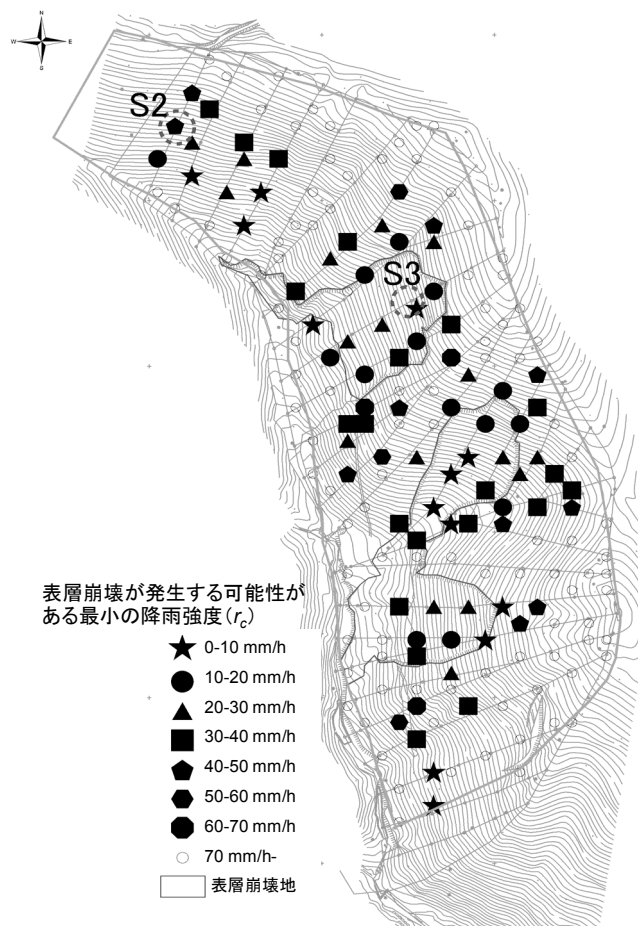 N
W E
S
S2
S3
表層崩壊が発生する可能性が
ある最小の降雨強度(rc)
0-10 mm/h
10-20 mm/h
20-30 mm/h
30-40 mm/h
40-50 mm/h
50-60 mm/h
60-70 mm/h
70 mm/h-
表層崩壊地